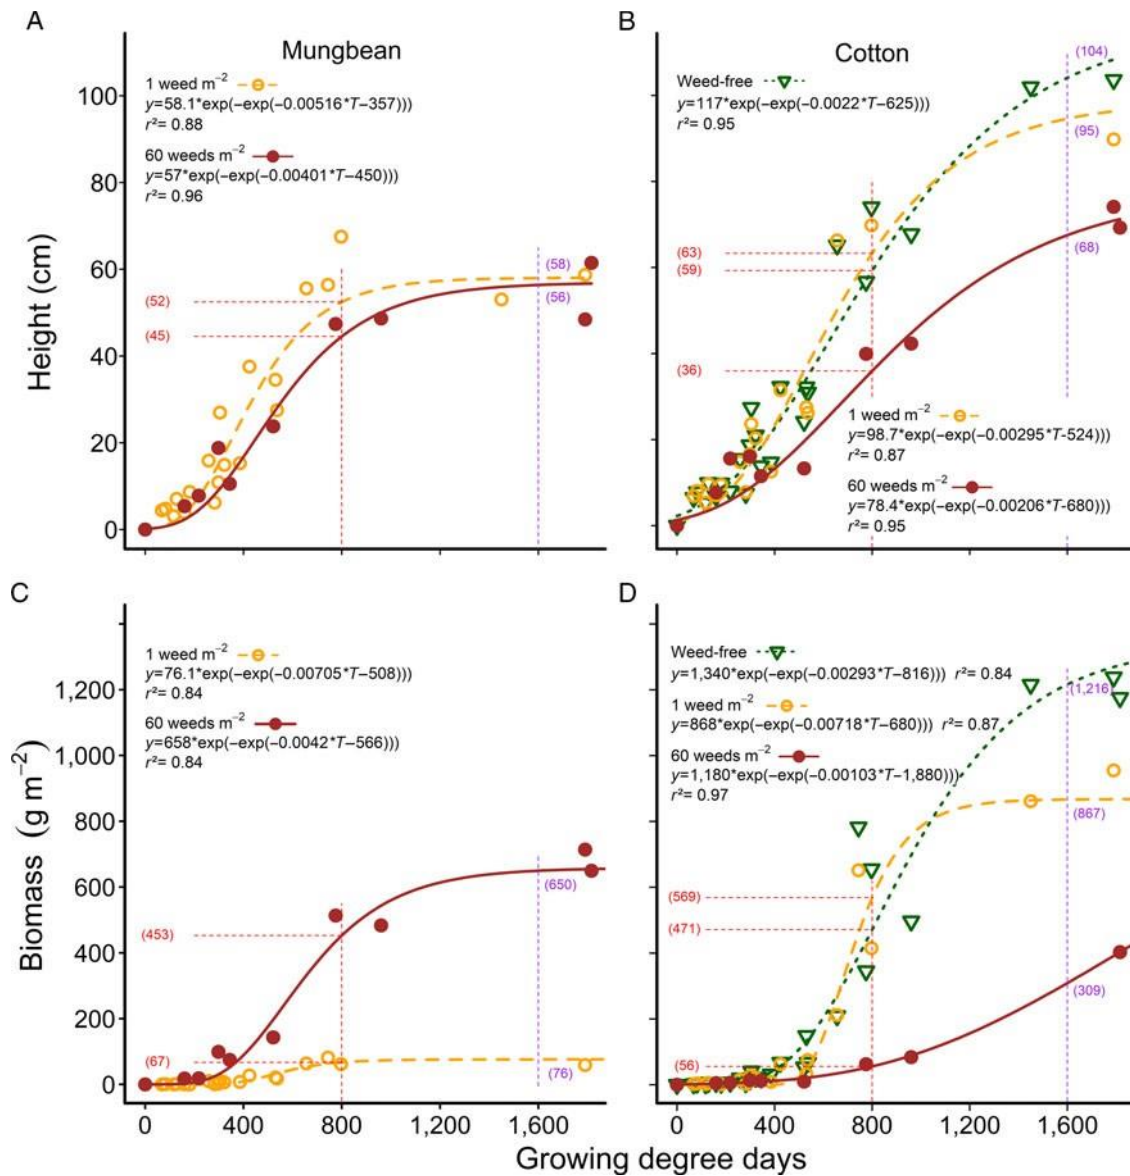 A
Mungbean
1 weed m⁻²
y=58.1*exp(−exp(−0.00516*T−357)))
r²= 0.88
60 weeds m⁻²
y=57*exp(−exp(−0.00401*T−450)))
r²= 0.96
(52)
(45)
(58)
(56)
Height (cm)
100
80
60
40
20
0
B
Cotton
Weed-free
y=117*exp(−exp(−0.0022*T−625)))
r²= 0.95
(104)
(95)
(63)
(59)
(68)
(36)
1 weed m⁻²
y=98.7*exp(−exp(−0.00295*T-524)))
r²= 0.87
60 weeds m⁻²
y=78.4*exp(−exp(−0.00206*T-680)))
r²= 0.95
C
1 weed m⁻²
y=76.1*exp(−exp(−0.00705*T−508)))
r²= 0.84
60 weeds m⁻²
y=658*exp(−exp(−0.0042*T−566)))
r²= 0.84
(453)
(67)
(650)
(76)
Biomass (g m⁻²)
1,200
1,000
800
600
400
200
0
0 400 800 1,200 1,600
D
Weed-free
y=1,340*exp(−exp(−0.00293*T−816))) r²= 0.84
1 weed m⁻²
y=868*exp(−exp(−0.00718*T−680))) r²= 0.87
60 weeds m⁻²
y=1,180*exp(−exp(−0.00103*T−1,880)))
r²= 0.97
(1,216)
(867)
(569)
(471)
(309)
(56)
0 400 800 1,200 1,600
Growing degree days